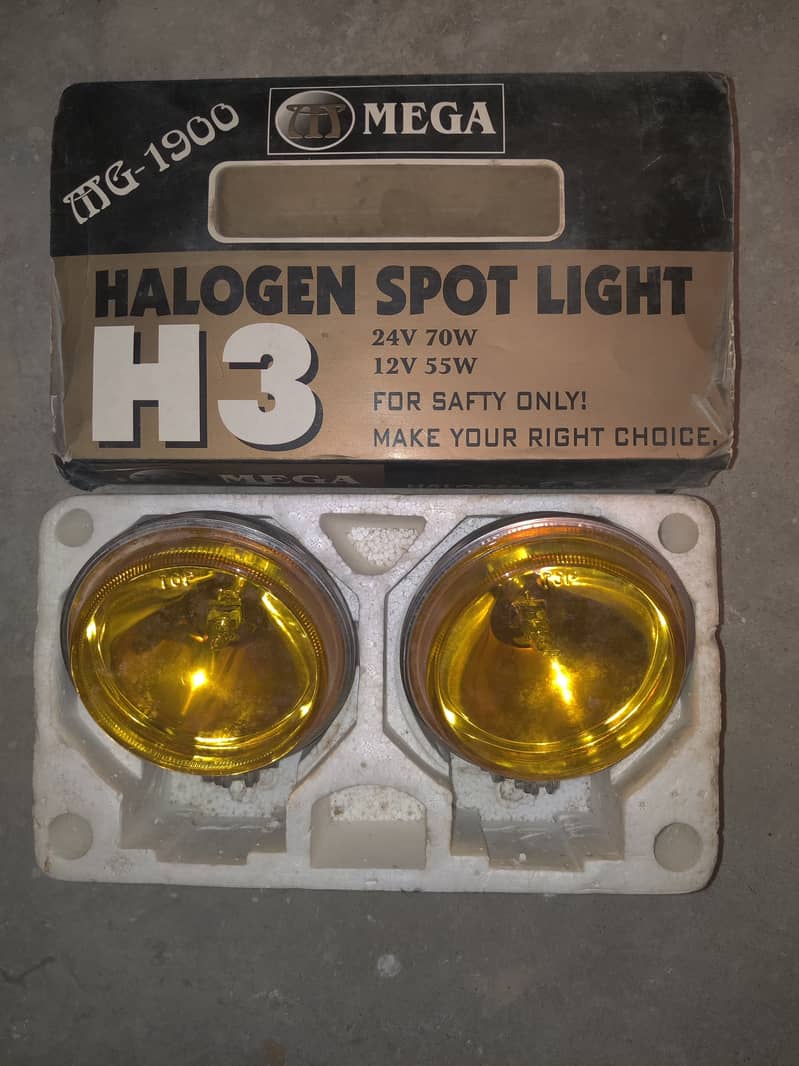 MG-1900
MEGA
HALOGEN SPOT LIGHT
H3
24V 70W
12V 55W
FOR SAFTY ONLY!
MAKE YOUR RIGHT CHOICE.
MEGA
TOP
TOP